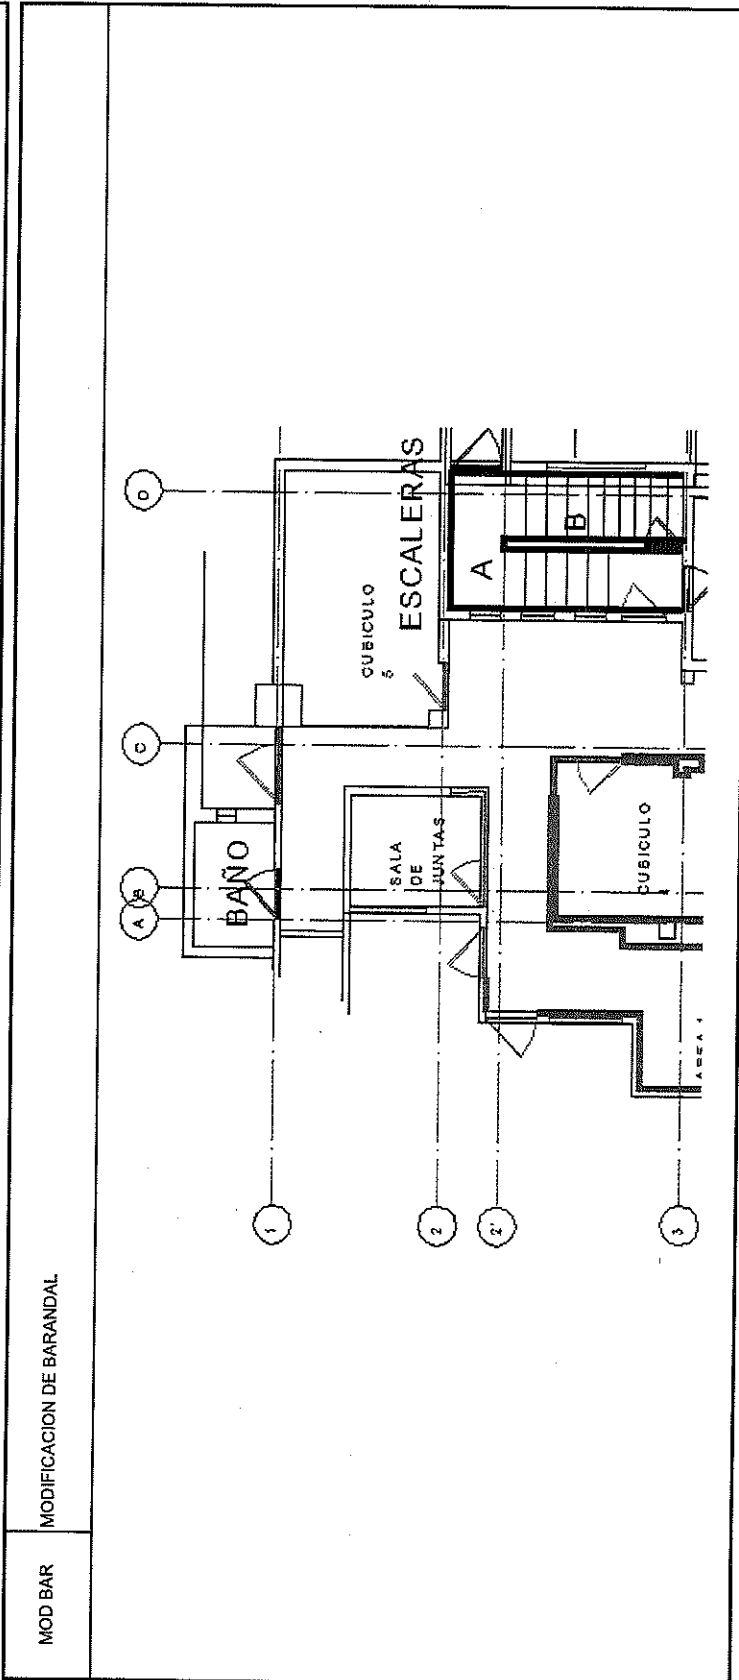 MOD BAR
MODIFICACION DE BARANDAL
D
C
B
A
BAÑO
ESCALERAS
CUBICULO
5
A
B
SALA
DE
JUNTAS
CUBICULO
1
2
2'
3